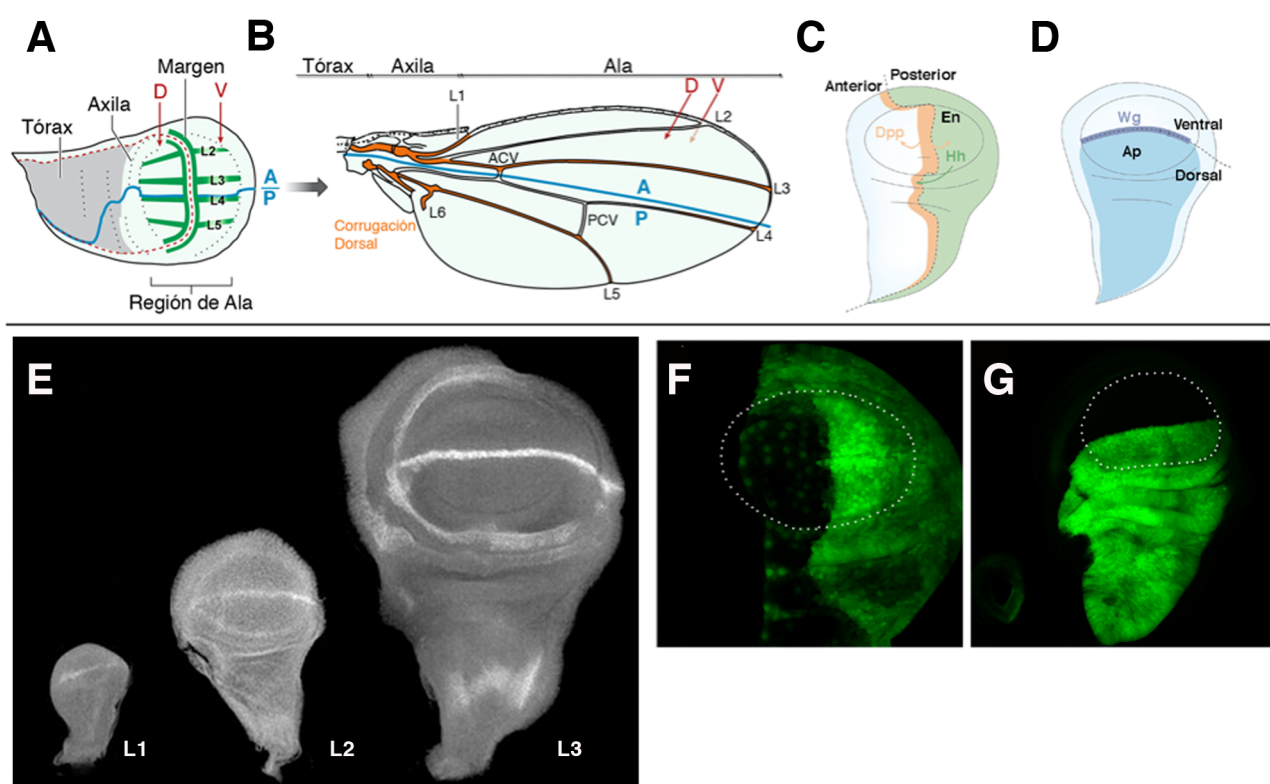 A
Margen
D
V
Axila
Tórax
L2
L3
L4
L5
A
P
Región de Ala
B
Tórax
Axila
Ala
L1
D
V
L2
ACV
L3
A
P
L4
L6
PCV
Corrugación
Dorsal
L5
C
Posterior
Anterior
En
Dpp
Hh
D
Wg
Ventral
Ap
Dorsal
E
L1
L2
L3
F
G